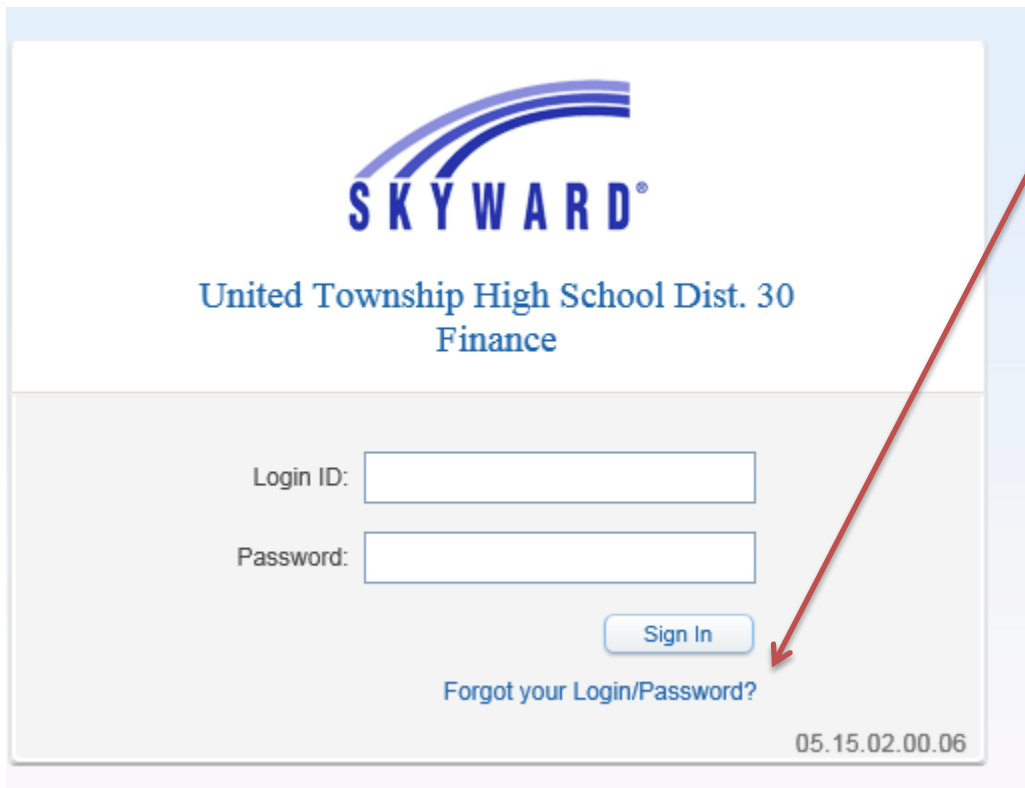 SKYWARD®
United Township High School Dist. 30
Finance
Login ID:
Password:
Sign In
Forgot your Login/Password?
05.15.02.00.06